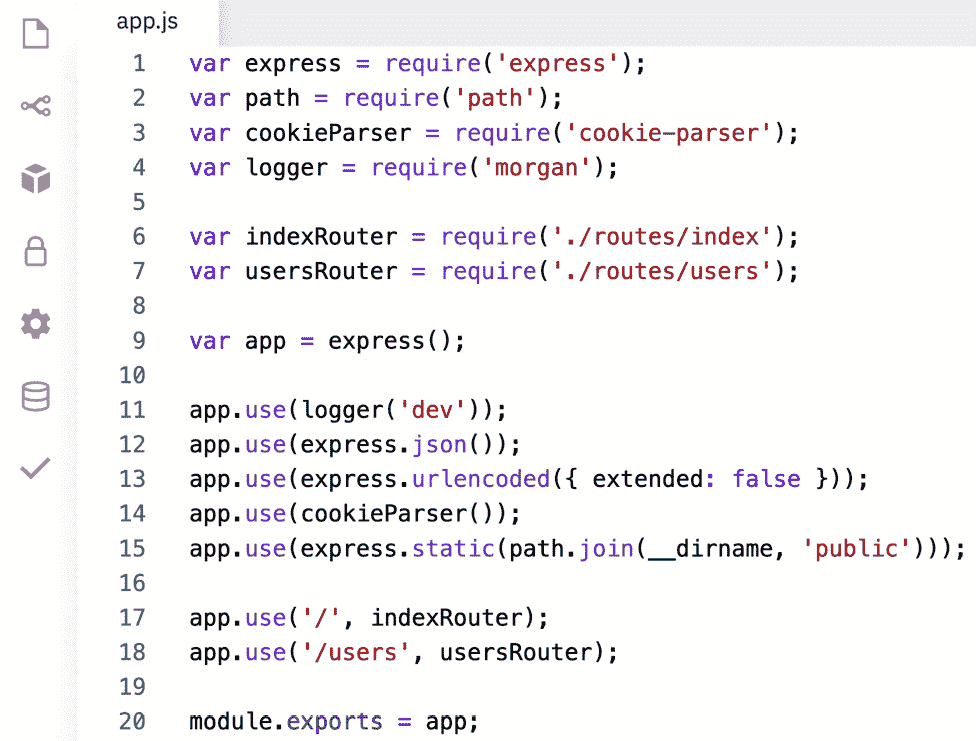 app.js
1 var express = require('express');
2 var path = require('path');
3 var cookieParser = require('cookie-parser');
4 var logger = require('morgan');
5
6 var indexRouter = require('./routes/index');
7 var usersRouter = require('./routes/users');
8
9 var app = express();
10
11 app.use(logger('dev'));
12 app.use(express.json());
13 app.use(express.urlencoded({ extended: false }));
14 app.use(cookieParser());
15 app.use(express.static(path.join(__dirname, 'public')));
16
17 app.use('/', indexRouter);
18 app.use('/users', usersRouter);
19
20 module.exports = app;